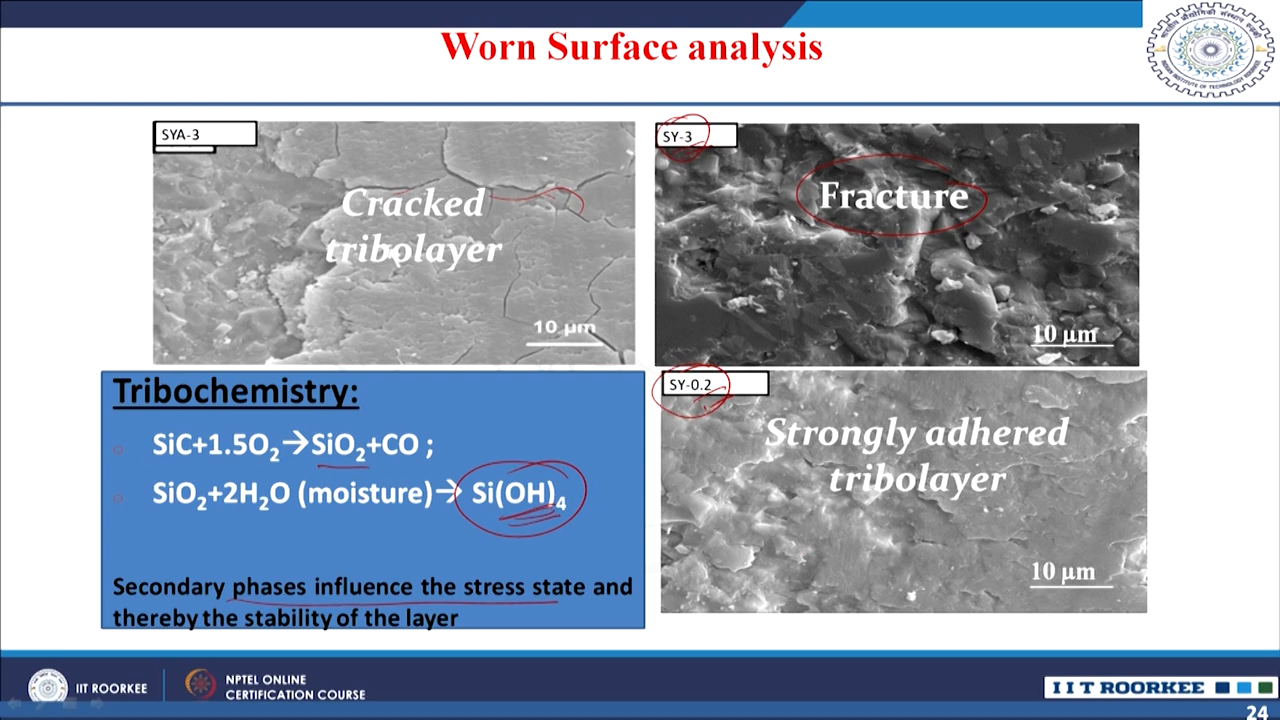 Worn Surface analysis
SYA-3
Cracked
tribolayer
10 µm
SY-3
Fracture
10 µm
Tribochemistry:
SiC+1.5O₂→SiO₂+CO ;
SiO₂+2H₂O (moisture)→ Si(OH)₄
Secondary phases influence the stress state and
thereby the stability of the layer
SY-0.2
Strongly adhered
tribolayer
10 µm
IIT ROORKEE
NPTEL ONLINE
CERTIFICATION COURSE
IIT ROORKEE
24